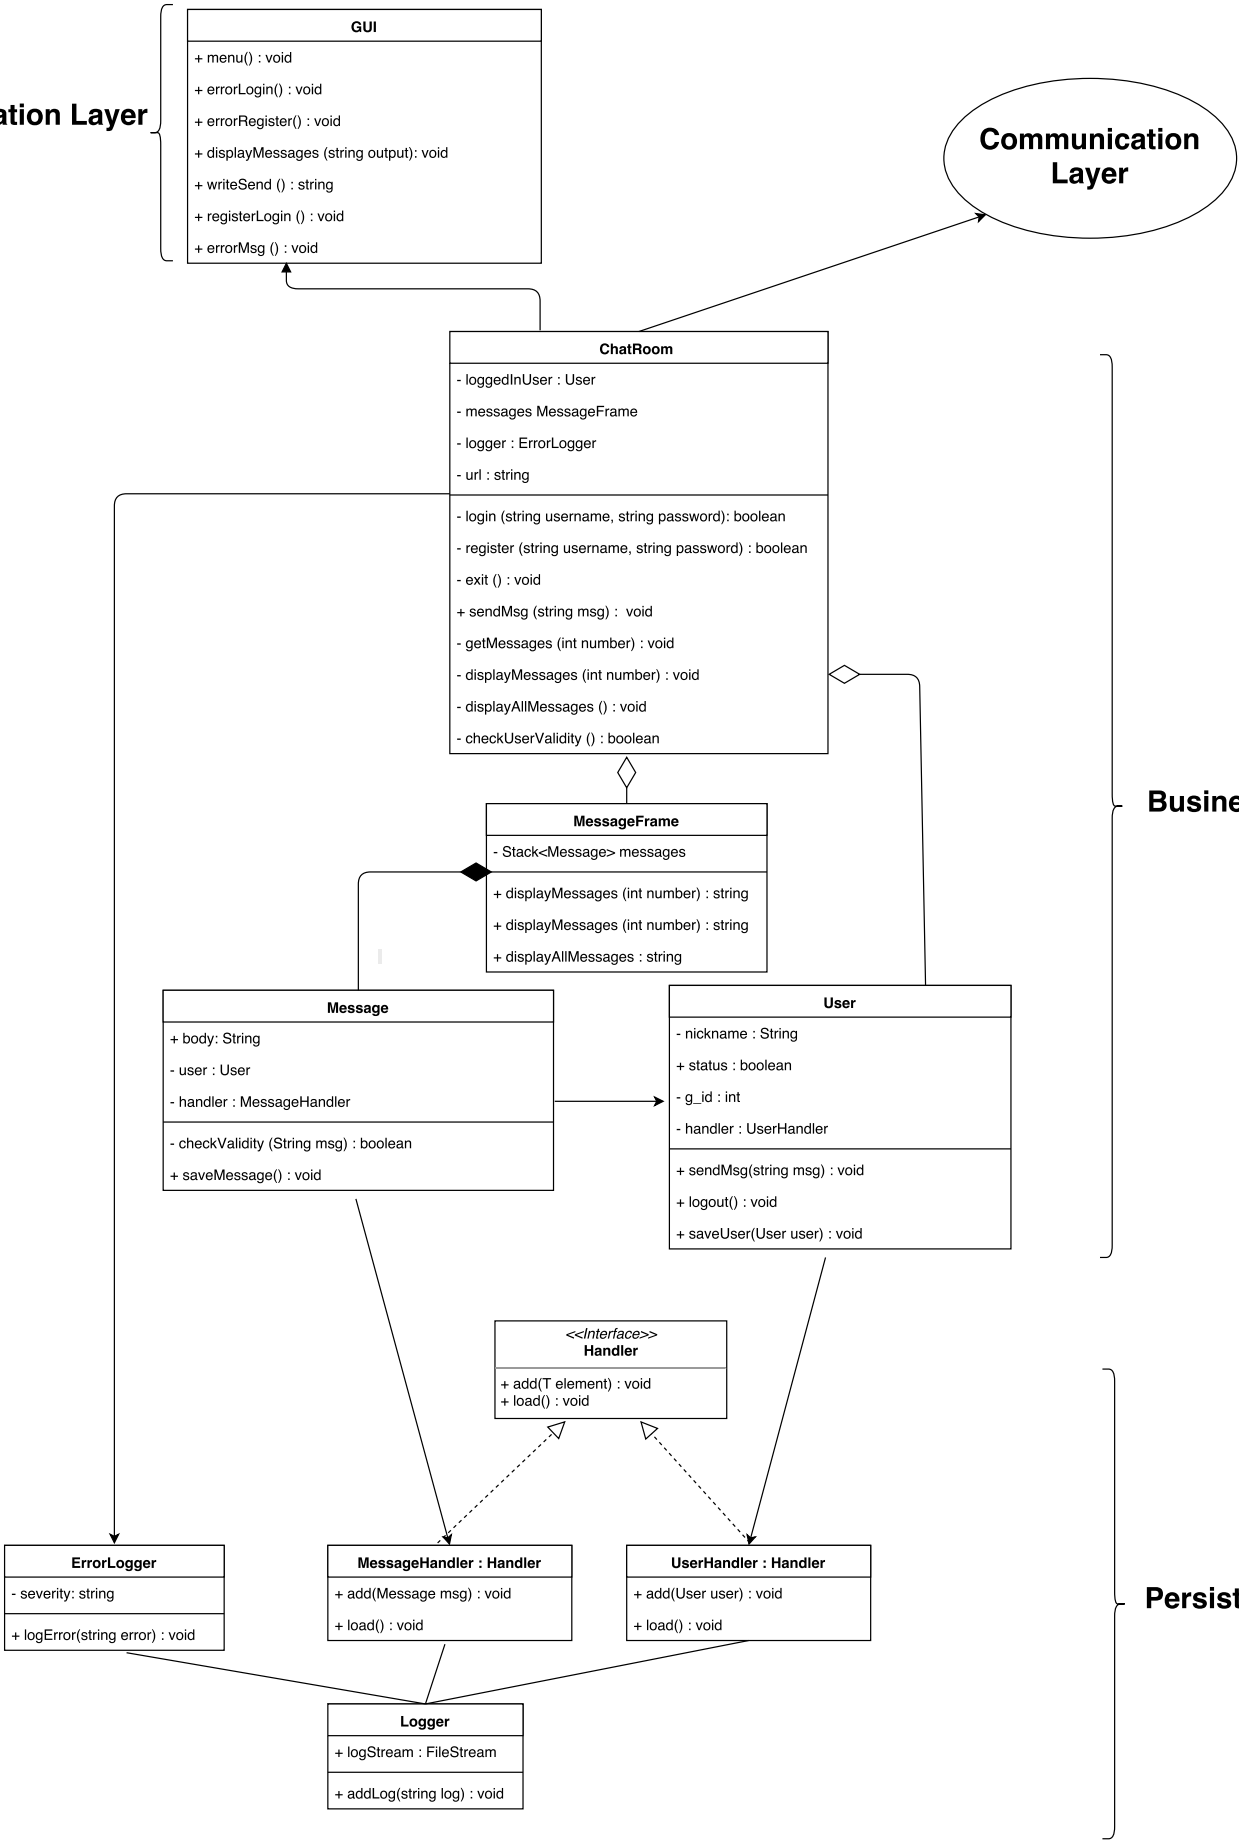 GUI
+ menu() : void
+ errorLogin() : void
ation Layer
+ errorRegister() : void
+ displayMessages (string output): void
+ writeSend () : string
+ registerLogin () : void
+ errorMsg () : void
Communication
Layer
ChatRoom
- loggedInUser : User
- messages MessageFrame
- logger : ErrorLogger
- url : string
- login (string username, string password): boolean
- register (string username, string password) : boolean
- exit () : void
+ sendMsg (string msg) : void
- getMessages (int number) : void
- displayMessages (int number) : void
- displayAllMessages () : void
- checkUserValidity () : boolean
Busine
MessageFrame
- Stack<Message> messages
+ displayMessages (int number) : string
+ displayMessages (int number) : string
+ displayAllMessages : string
Message
+ body: String
- user : User
- handler : MessageHandler
- checkValidity (String msg) : boolean
+ saveMessage() : void
User
- nickname : String
+ status : boolean
- g_id : int
- handler : UserHandler
+ sendMsg(string msg) : void
+ logout() : void
+ saveUser(User user) : void
<<Interface>>
Handler
+ add(T element) : void
+ load() : void
ErrorLogger
- severity: string
+ logError(string error) : void
MessageHandler : Handler
+ add(Message msg) : void
+ load() : void
UserHandler : Handler
+ add(User user) : void
+ load() : void
Persist
Logger
+ logStream : FileStream
+ addLog(string log) : void